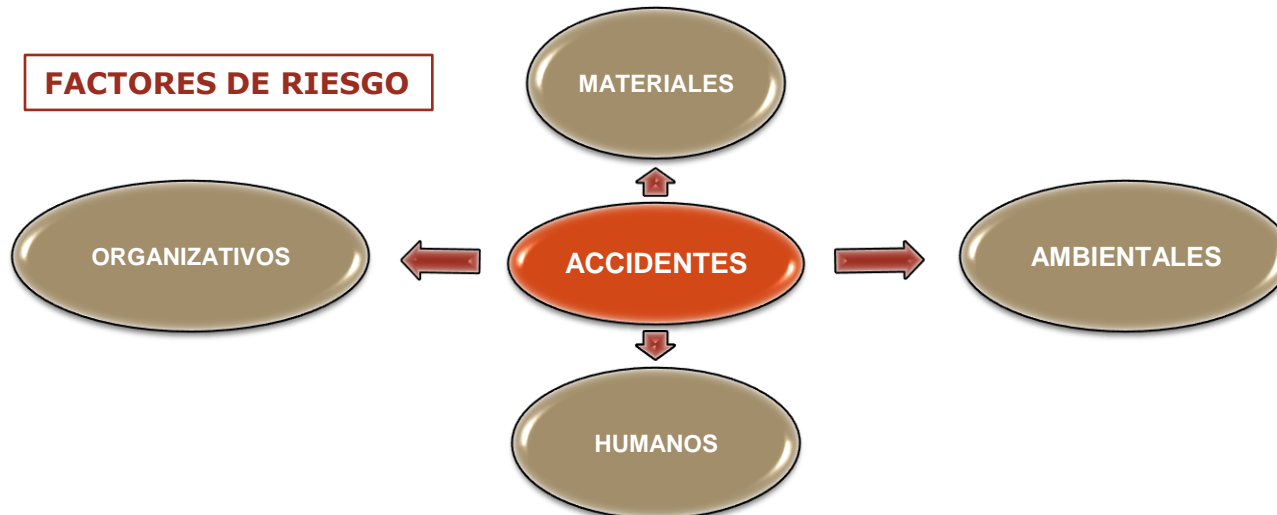 FACTORES DE RIESGO
MATERIALES
ORGANIZATIVOS
ACCIDENTES
AMBIENTALES
HUMANOS